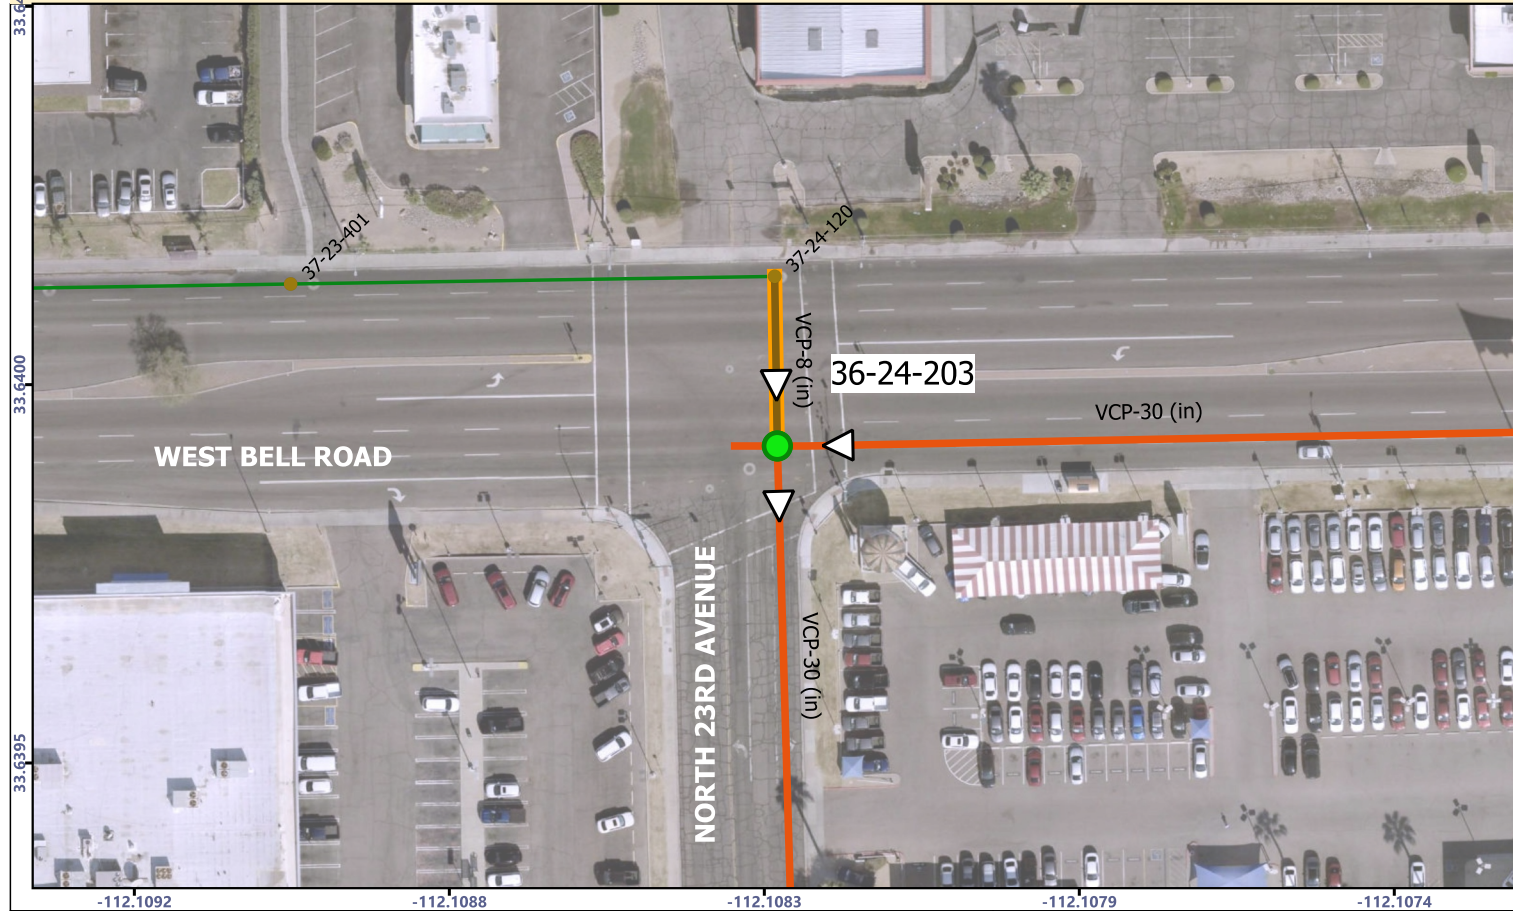 37-23-401
37-24-120
VCP-8 (in)
36-24-203
VCP-30 (in)
WEST BELL ROAD
NORTH 23RD AVENUE
VCP-30 (in)
33.6400
33.6395
-112.1092
-112.1088
-112.1083
-112.1079
-112.1074